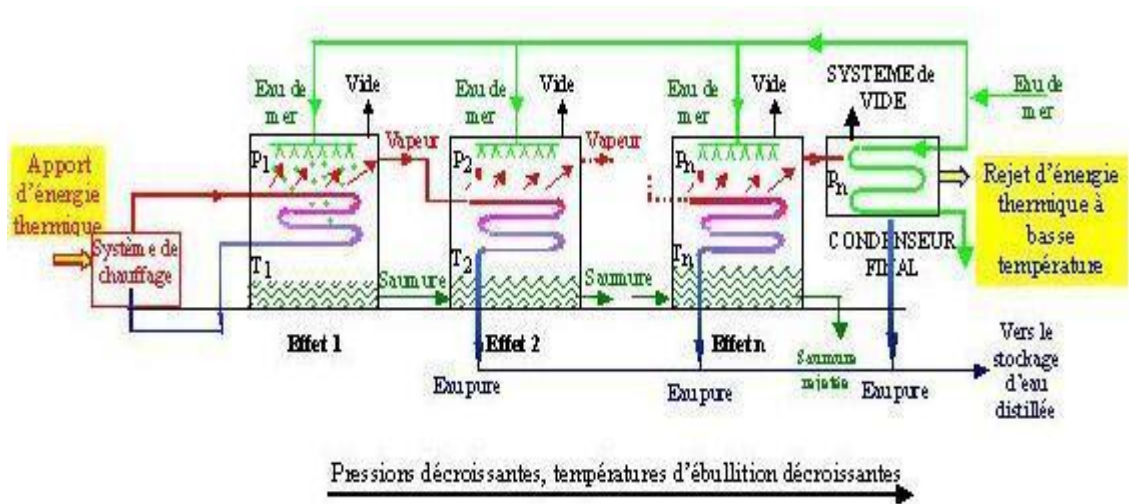 Eau de
mer
Vide
Eau de
mer
Vide
Eau de
mer
Vide
SYSTEME de
VIDE
Eau de
mer
Apport
d'énergie
thermique
Système de
chauffage
P1
T1
Vapeur
P2
T2
Vapeur
Pn
Tn
Pn
CONDENSEUR
FINAL
Rejet d'énergie
thermique à
basse
température
Saumure
Saumure
Effet 1
Effet 2
Effet n
Saumure
rejetée
Eau pure
Eau pure
Eau pure
Vers le
stockage
d'eau
distillée
Pressions décroissantes, températures d'ébullition décroissantes